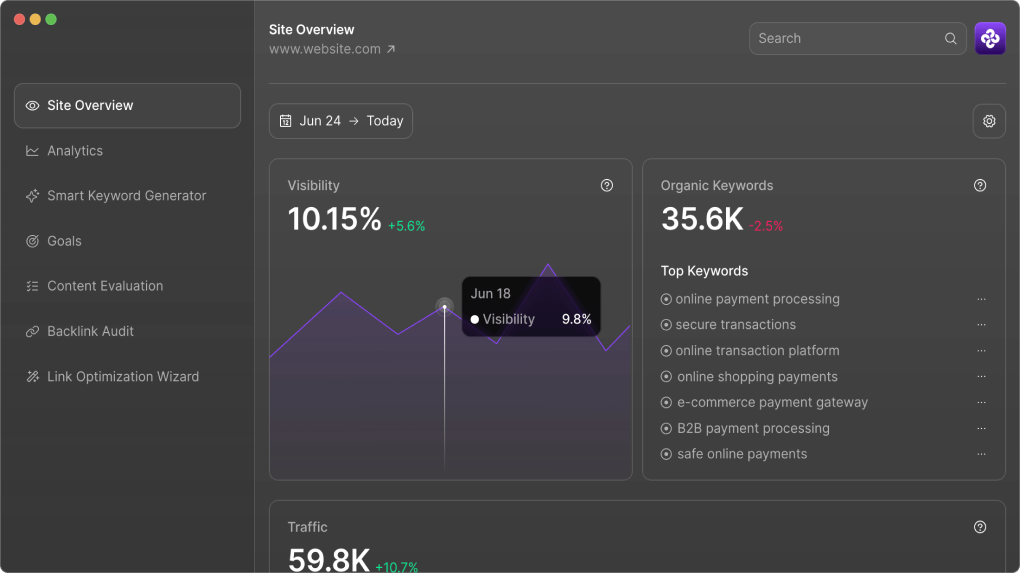 Site Overview
www.website.com
Search
Site Overview
Analytics
Smart Keyword Generator
Goals
Content Evaluation
Backlink Audit
Link Optimization Wizard
12
Jun 24 → Today
Visibility
10.15% +5.6%
Jun 18
Visibility 9.8%
Organic Keywords
35.6K -2.5%
Top Keywords
online payment processing
secure transactions
online transaction platform
online shopping payments
e-commerce payment gateway
B2B payment processing
safe online payments
Traffic
59.8K +10.7%